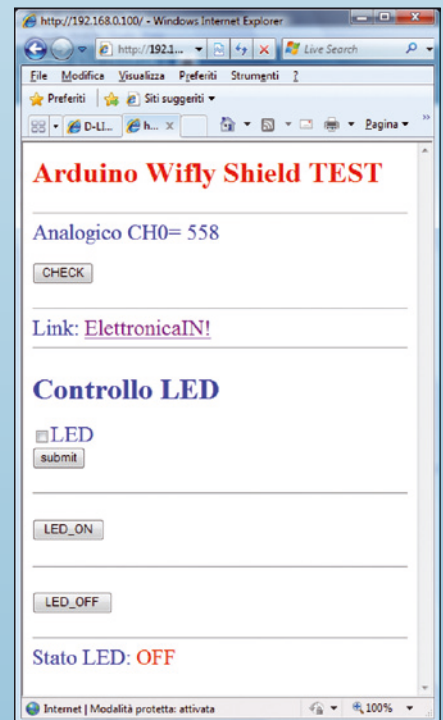 http://192.168.0.100/ - Windows Internet Explorer
http://192.1... Live Search
File Modifica Visualizza Preferiti Strumenti ?
Preferiti Siti suggeriti
D-LI... h... Pagina »
Arduino Wifly Shield TEST
Analogico CH0= 558
CHECK
Link: ElettronicaIN!
Controllo LED
LED
submit
LED_ON
LED_OFF
Stato LED: OFF
Internet | Modalità protetta: attivata 100%